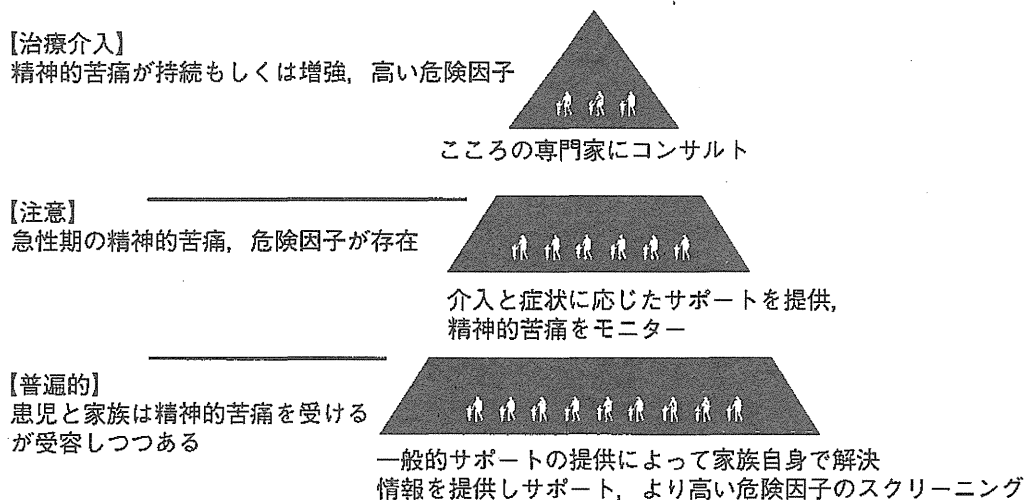 【治療介入】
精神的苦痛が持続もしくは増強，高い危険因子
こころの専門家にコンサルト
【注意】
急性期の精神的苦痛，危険因子が存在
介入と症状に応じたサポートを提供，
精神的苦痛をモニター
【普遍的】
患児と家族は精神的苦痛を受ける
が受容しつつある
一般的サポートの提供によって家族自身で解決
情報を提供しサポート，より高い危険因子のスクリーニング